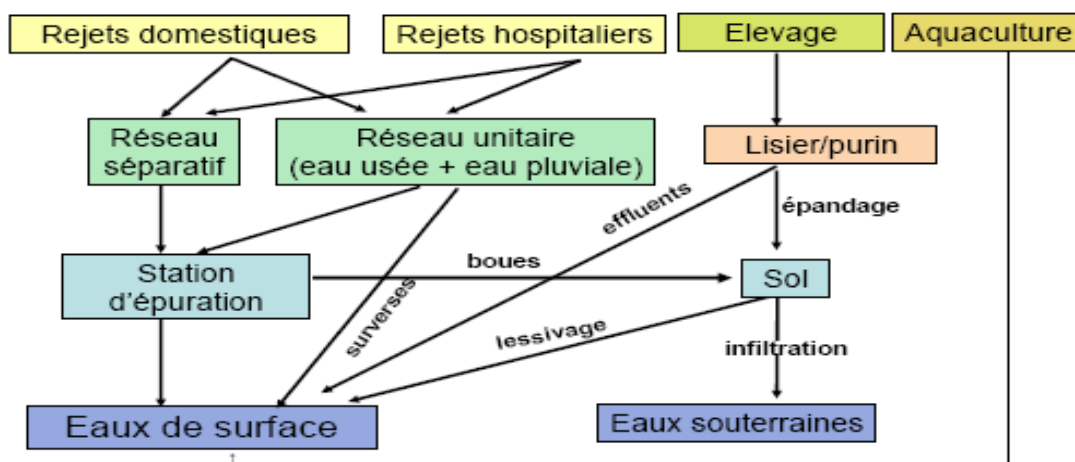 Rejets domestiques
Rejets hospitaliers
Elevage
Aquaculture
Réseau
séparatif
Réseau unitaire
(eau usée + eau pluviale)
Lisier/purin
effluents
épandage
boues
Station
d'épuration
Sol
surverses
lessivage
infiltration
Eaux de surface
Eaux souterraines